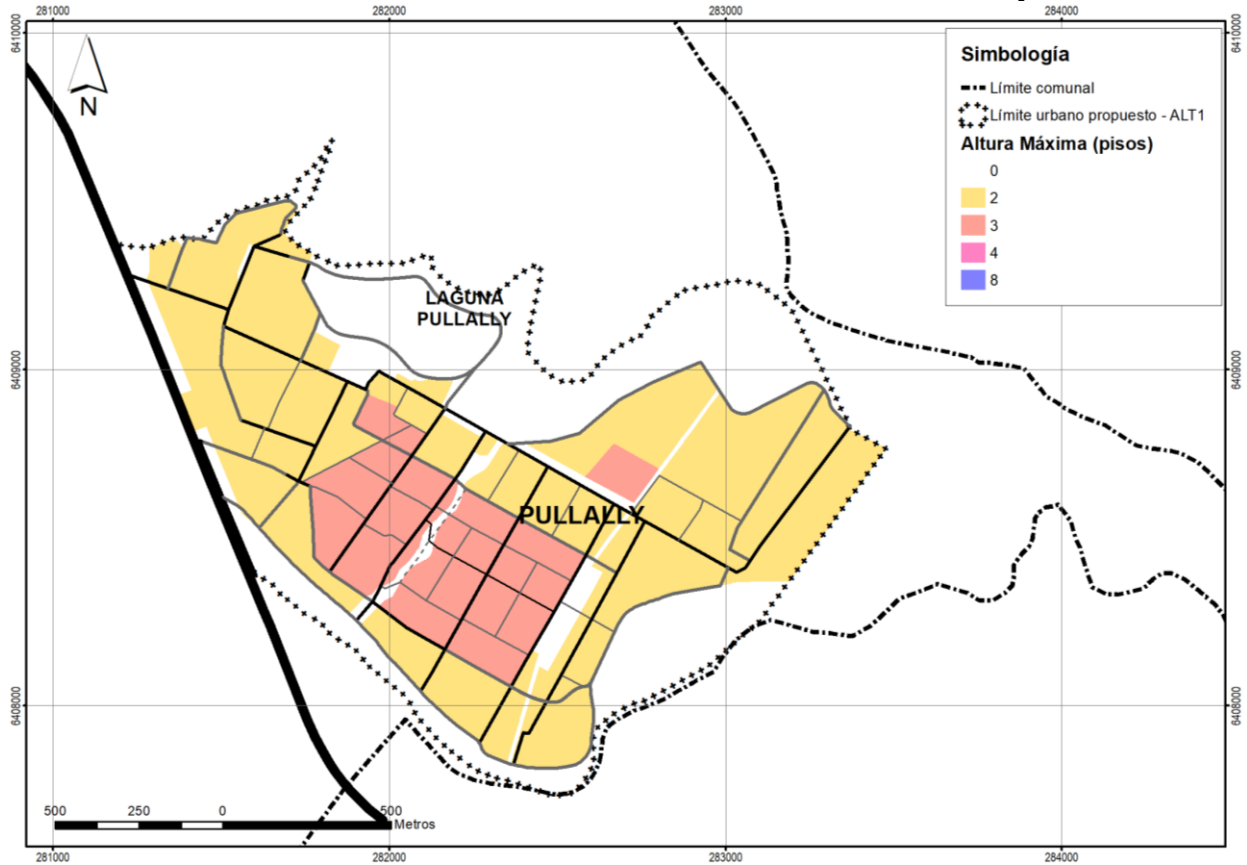 281000
282000
283000
284000
6410000
6410000
Simbología
Límite comunal
Límite urbano propuesto - ALT1
Altura Máxima (pisos)
0
2
3
4
8
N
LAGUNA
PULLALLY
6409000
6409000
PULLALLY
6408000
6408000
500
250
0
500
Metros
281000
282000
283000
284000